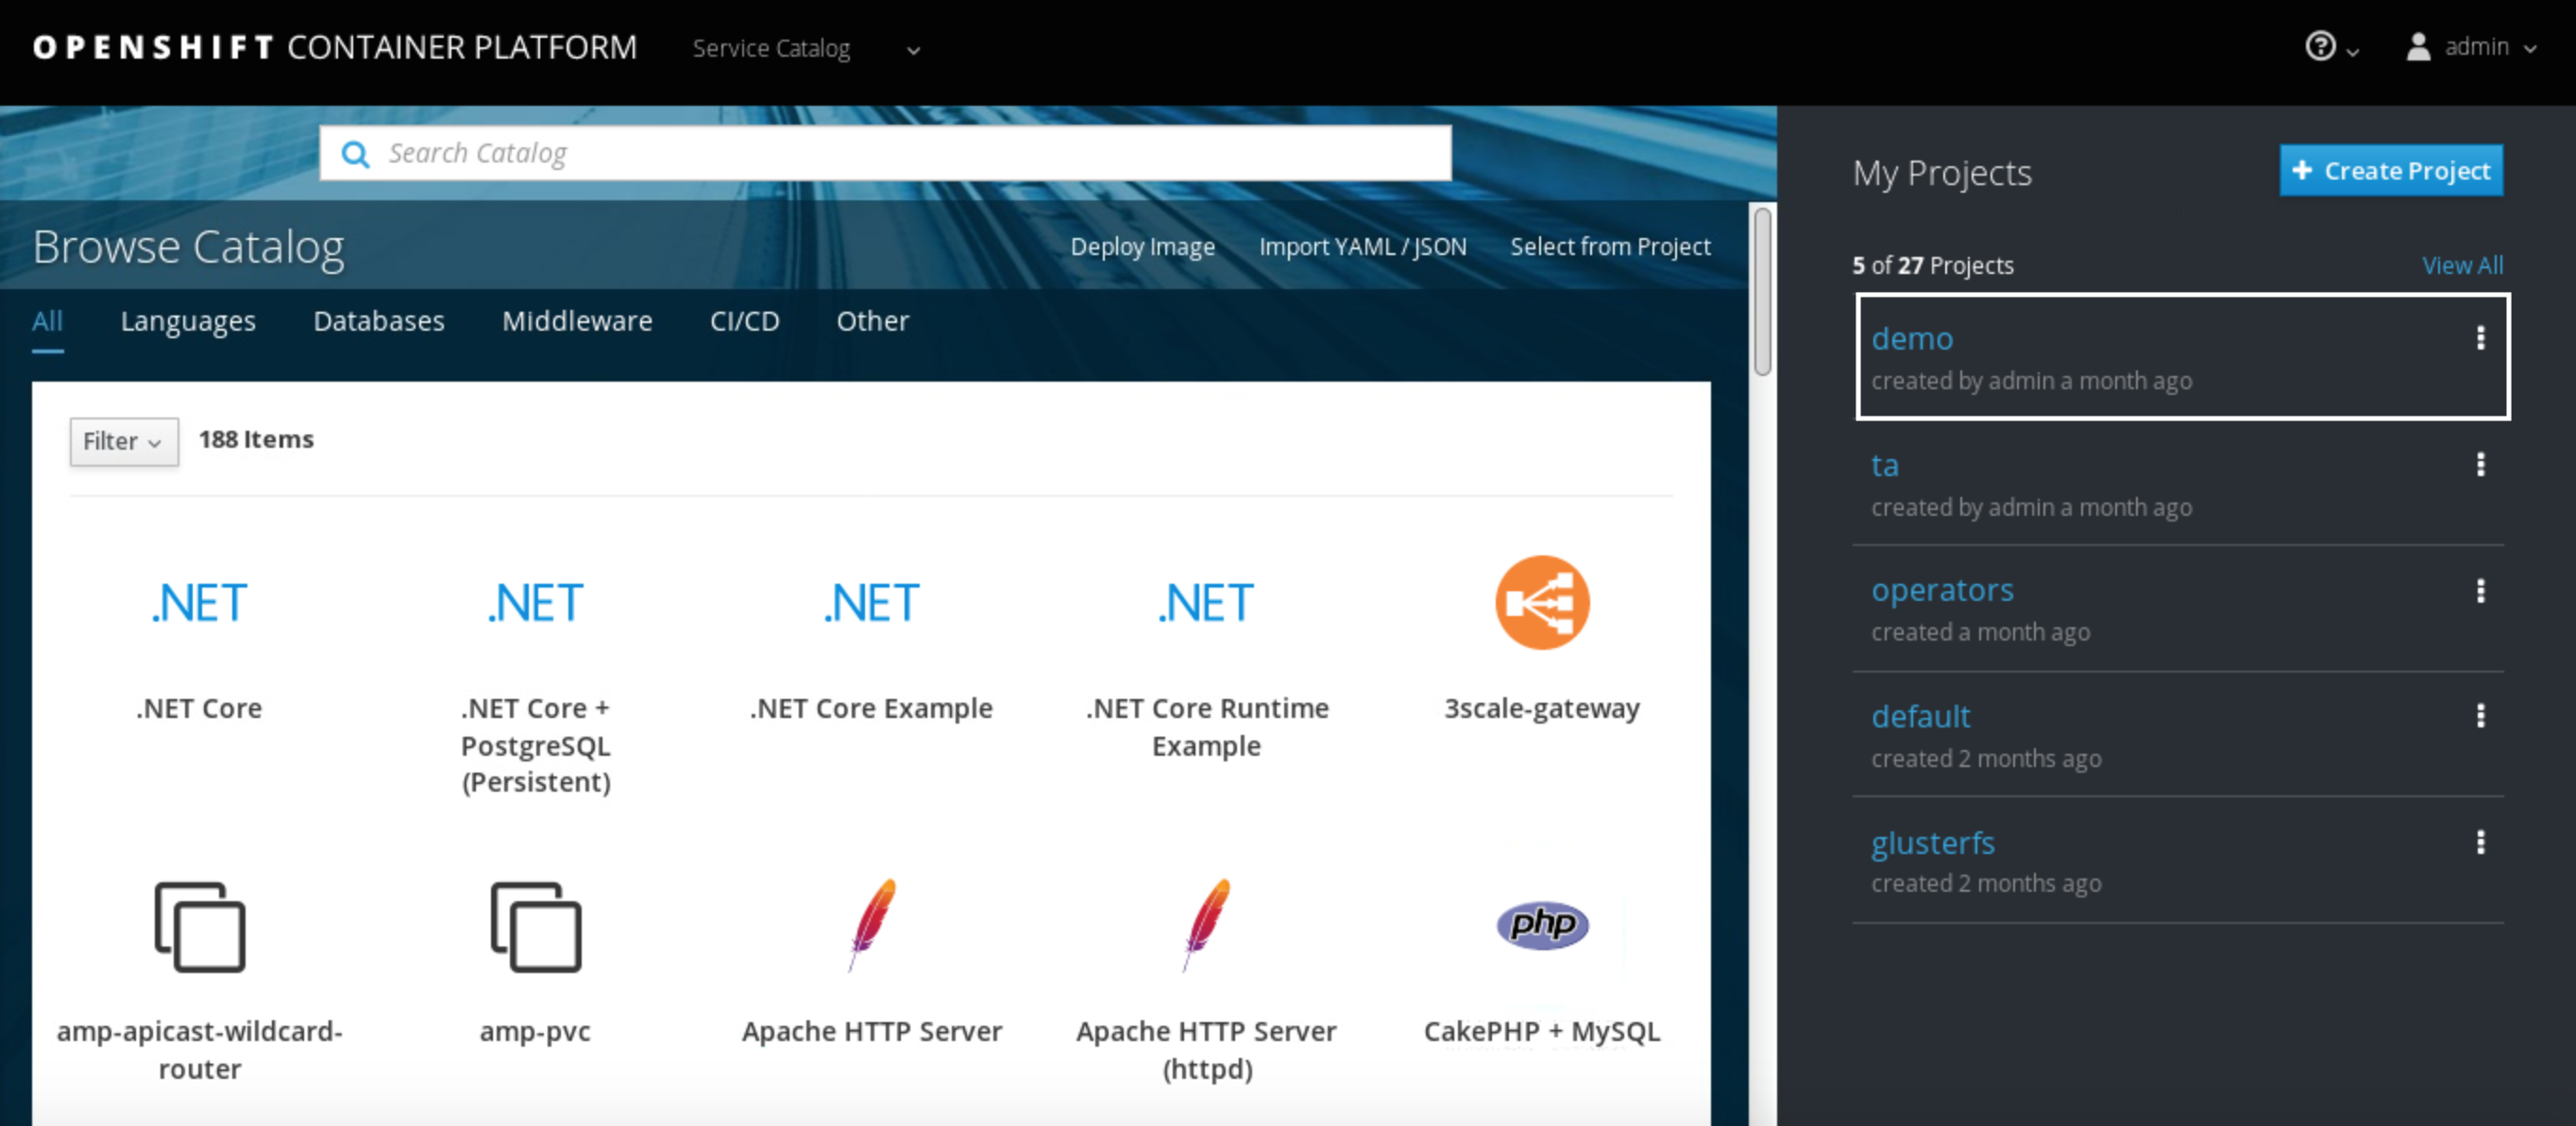 OPENSHIFT CONTAINER PLATFORM
Service Catalog
admin
Search Catalog
Browse Catalog
Deploy Image
Import YAML / JSON
Select from Project
All
Languages
Databases
Middleware
CI/CD
Other
Filter
188 Items
.NET
.NET Core
.NET
.NET Core +
PostgreSQL
(Persistent)
.NET
.NET Core Example
.NET
.NET Core Runtime
Example
3scale-gateway
amp-apicast-wildcard-
router
amp-pvc
Apache HTTP Server
Apache HTTP Server
(httpd)
php
CakePHP + MySQL
My Projects
+ Create Project
5 of 27 Projects
View All
demo
created by admin a month ago
ta
created by admin a month ago
operators
created a month ago
default
created 2 months ago
glusterfs
created 2 months ago